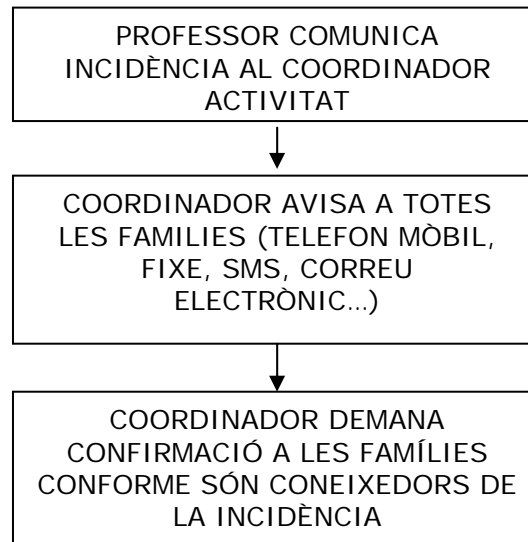 PROFESSOR COMUNICA
INCIDÈNCIA AL COORDINADOR
ACTIVITAT
COORDINADOR AVISA A TOTES
LES FAMILIES (TELEFON MÒBIL,
FIXE, SMS, CORREU
ELECTRÒNIC...)
COORDINADOR DEMANA
CONFIRMACIÓ A LES FAMÍLIES
CONFORME SÓN CONEIXEDORS DE
LA INCIDÈNCIA